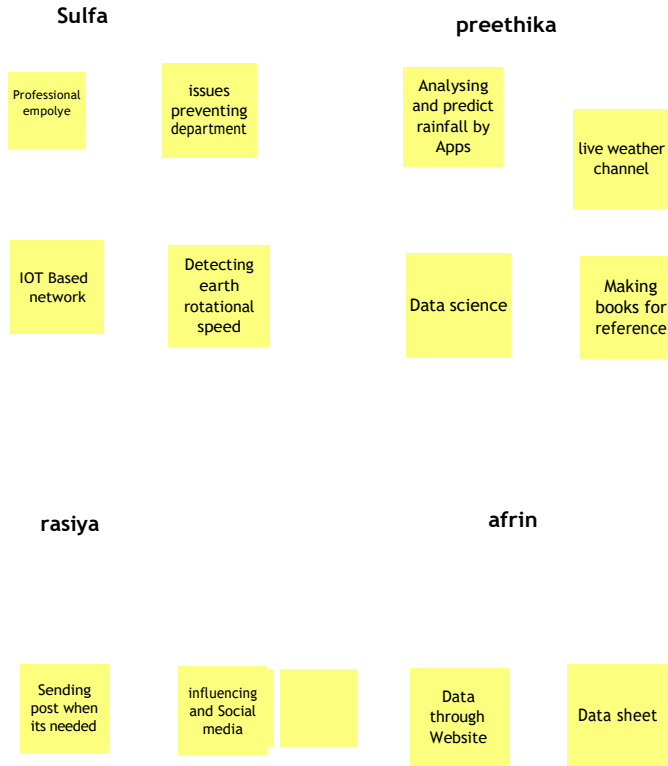 Sulfa
preethika
Professional
empolye
issues
preventing
department
Analysing
and predict
rainfall by
Apps
live weather
channel
IOT Based
network
Detecting
earth
rotational
speed
Data science
Making
books for
reference
rasiya
afrin
Sending
post when
its needed
influencing
and Social
media
Data
through
Website
Data sheet